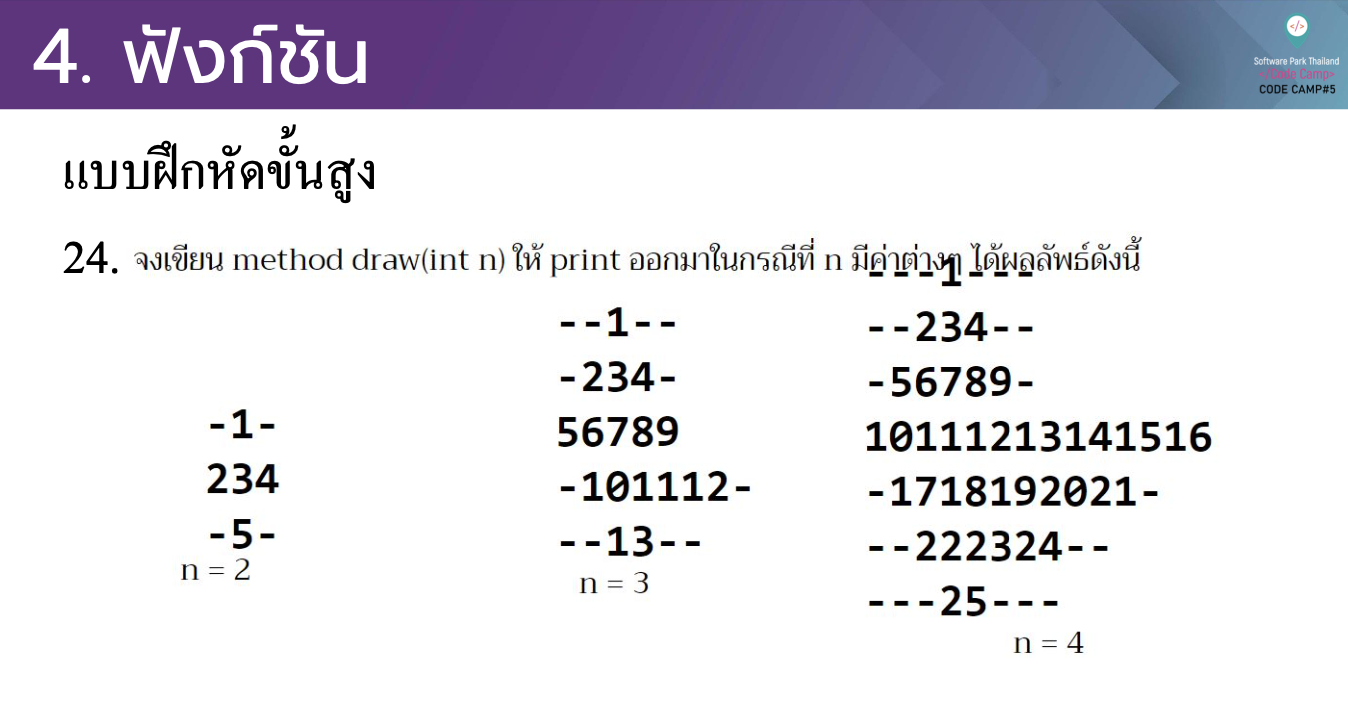 4. ฟังก์ชัน
</>
Software Park Thailand
</Code Camp>
CODE CAMP#5
แบบฝึกหัดขั้นสูง
24. จงเขียน method draw(int n) ให้ print ออกมาในกรณีที่ n มีค่าต่างๆ ได้ผลลัพธ์ดังนี้
-1-
234
-5-
n = 2
--1--
-234-
56789
-101112-
--13--
n = 3
---1---
--234--
-56789-
10111213141516
-1718192021-
--222324--
---25---
n = 4